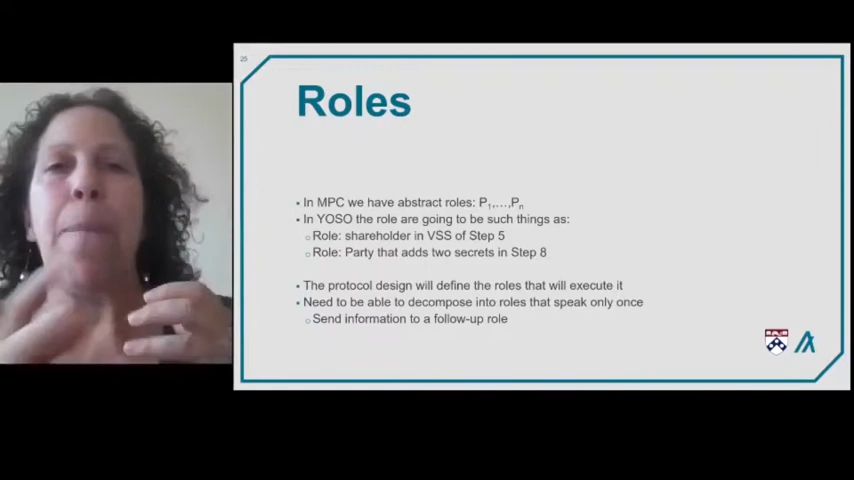 25
Roles
▪ In MPC we have abstract roles: P1,…,Pn
▪ In YOSO the role are going to be such things as:
o Role: shareholder in VSS of Step 5
o Role: Party that adds two secrets in Step 8
▪ The protocol design will define the roles that will execute it
▪ Need to be able to decompose into roles that speak only once
o Send information to a follow-up role